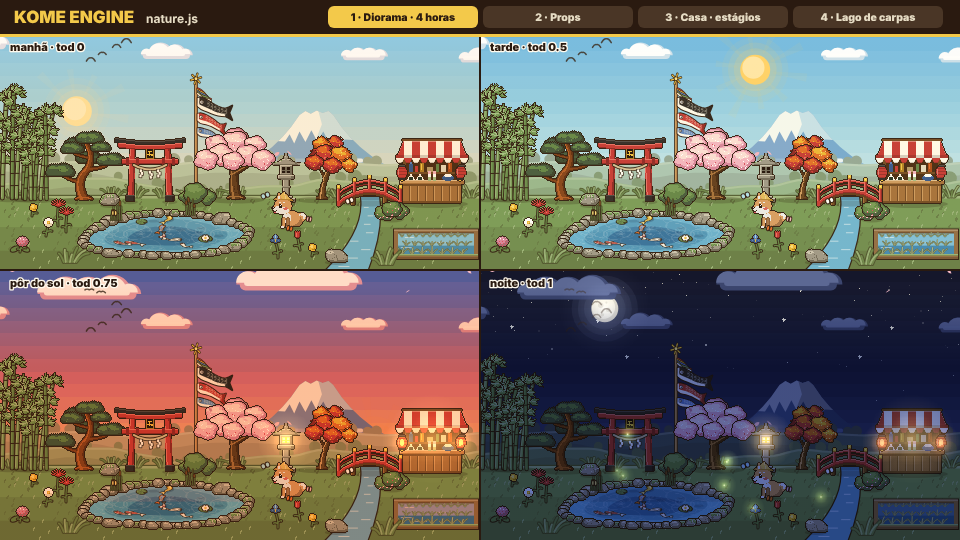 KOME ENGINE nature.js
1 · Diorama · 4 horas
2 · Props
3 · Casa · estágios
4 · Lago de carpas
manhã · tod 0
tarde · tod 0.5
pôr do sol · tod 0.75
noite · tod 1